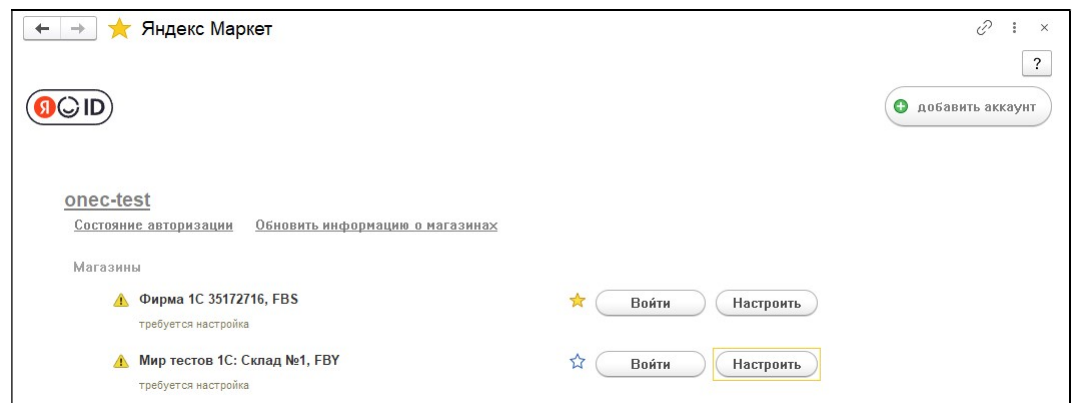 Яндекс Маркет
?
Я ID
добавить аккаунт
onec-test
Состояние авторизации Обновить информацию о магазинах
Магазины
Фирма 1С 35172716, FBS Войти Настроить
требуется настройка
Мир тестов 1С: Склад №1, FBY Войти Настроить
требуется настройка